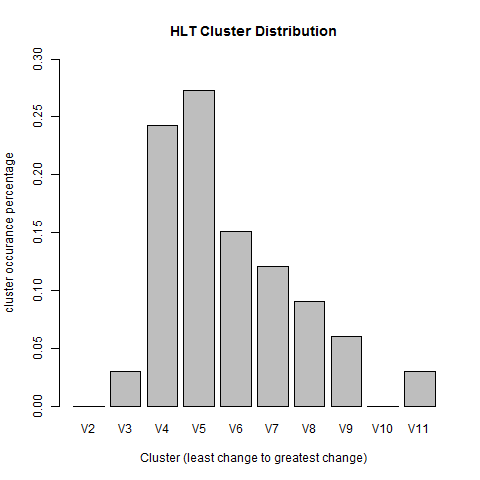 HLT Cluster Distribution
cluster occurance percentage
0.30
0.25
0.20
0.15
0.10
0.05
0.00
V2 V3 V4 V5 V6 V7 V8 V9 V10 V11
Cluster (least change to greatest change)